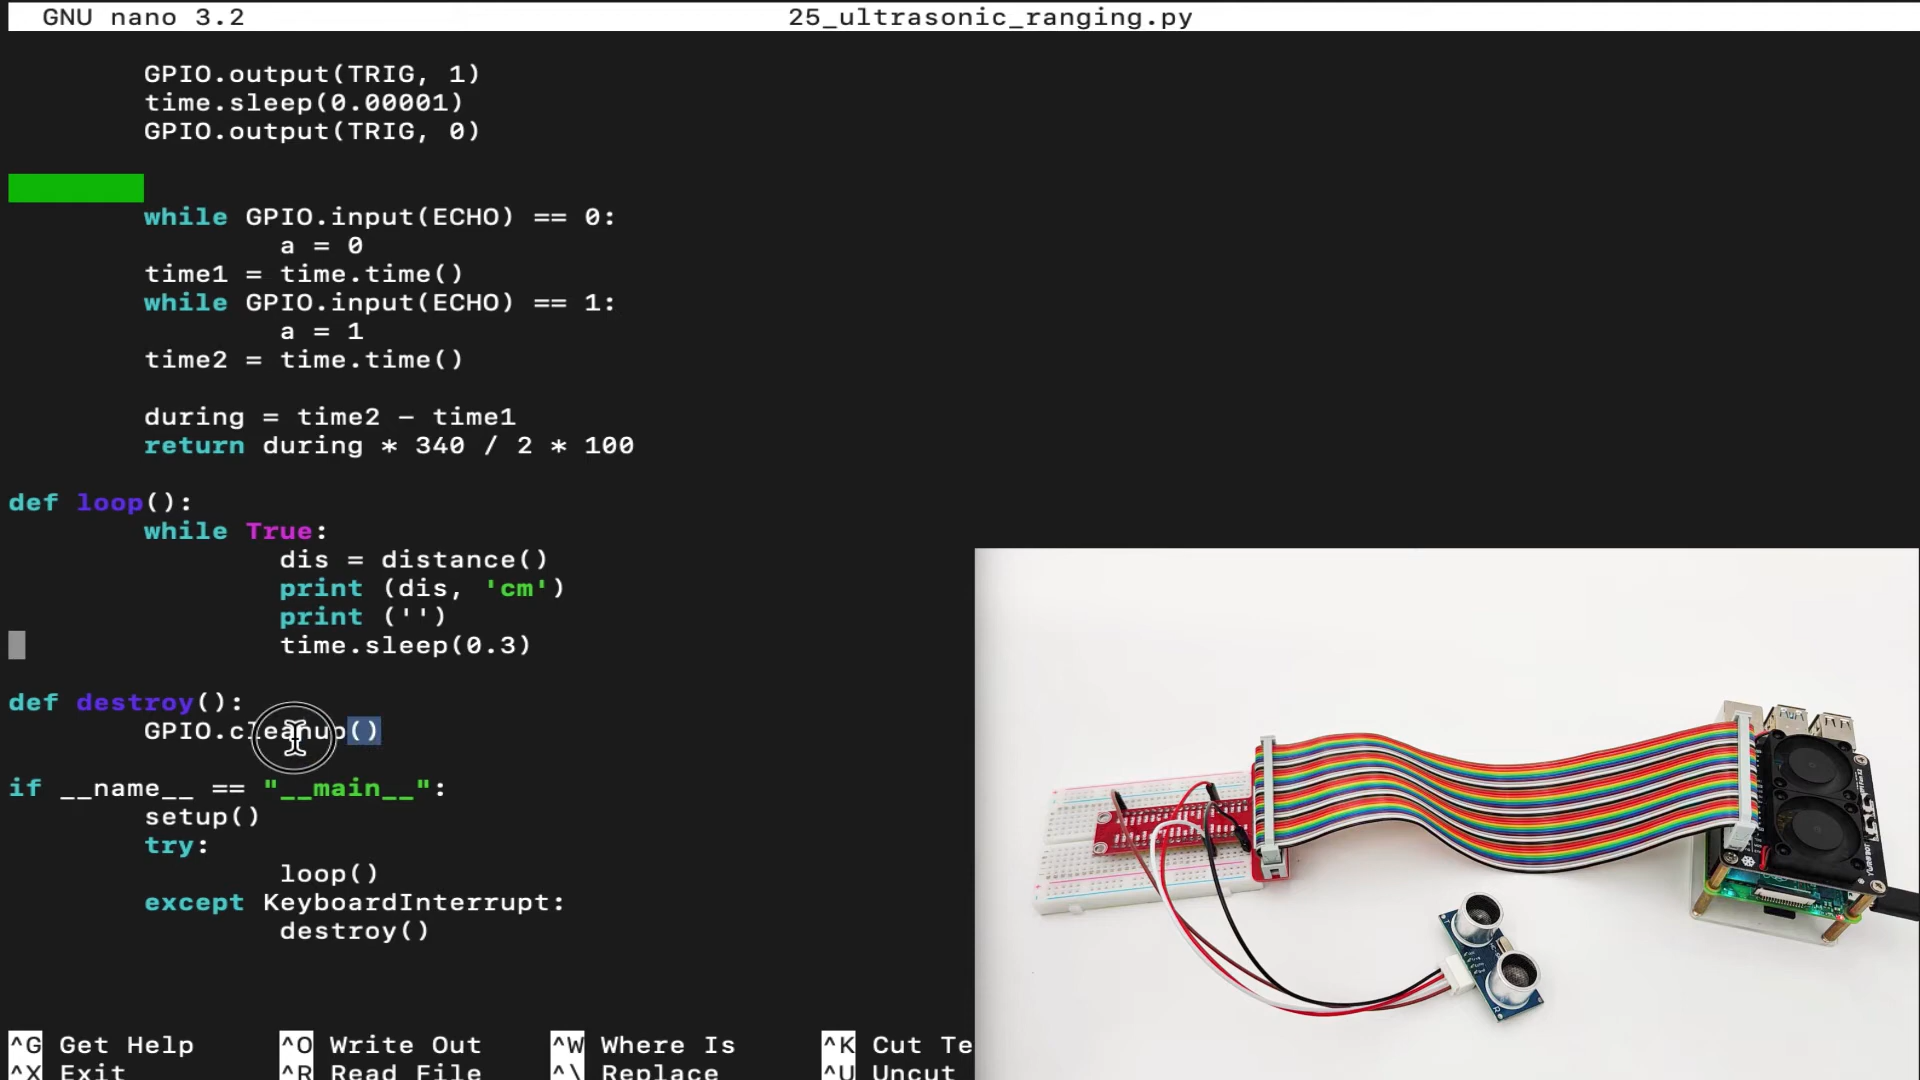 GNU nano 3.2 25_ultrasonic_ranging.py
GPIO.output(TRIG, 1)
time.sleep(0.00001)
GPIO.output(TRIG, 0)
while GPIO.input(ECHO) == 0:
a = 0
time1 = time.time()
while GPIO.input(ECHO) == 1:
a = 1
time2 = time.time()
during = time2 - time1
return during * 340 / 2 * 100
def loop():
while True:
dis = distance()
print (dis, 'cm')
print ('')
time.sleep(0.3)
def destroy():
GPIO.cleanup()
if __name__ == "__main__":
setup()
try:
loop()
except KeyboardInterrupt:
destroy()
^G Get Help ^O Write Out ^W Where Is ^K Cut Te
^X Exit ^R Read File ^\ Replace ^U Uncut